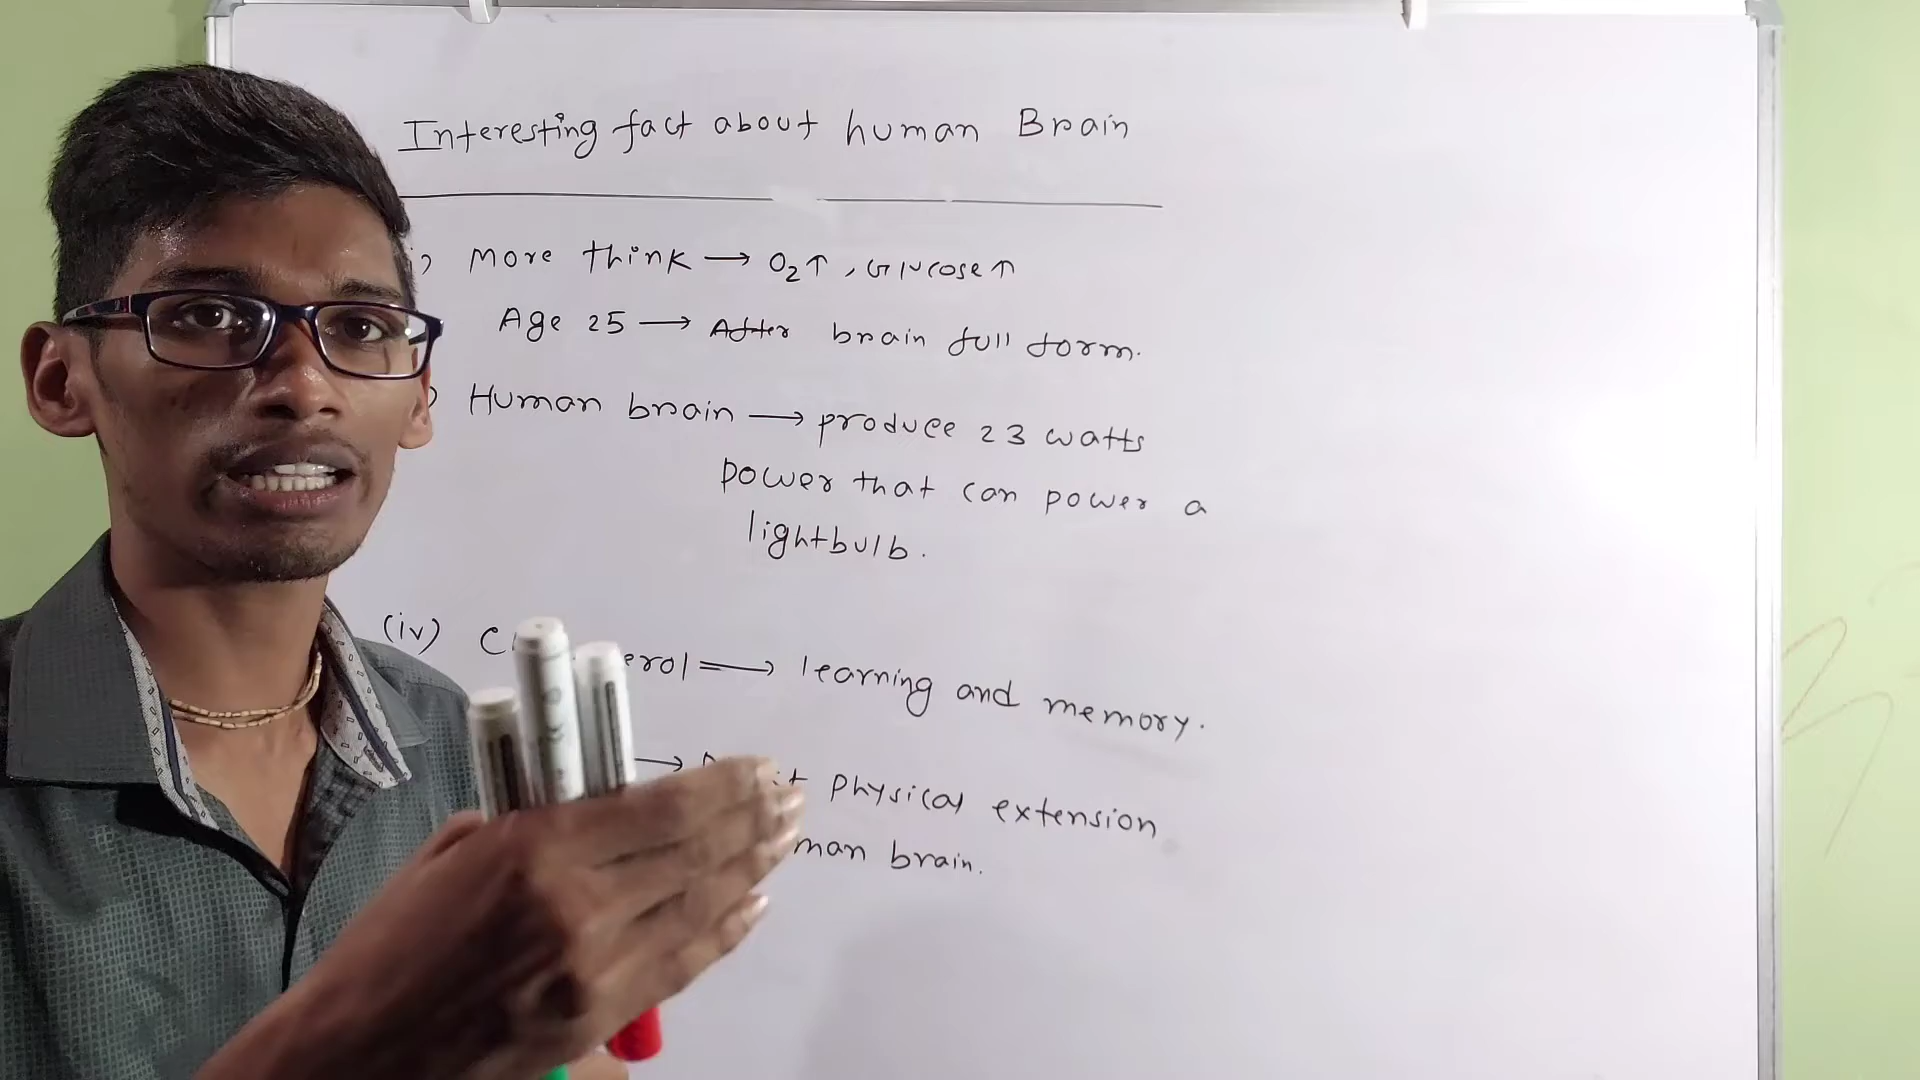 Interesting fact about human Brain
i) More think → O2↑, Glucose↑
Age 25 → After brain full form.
) Human brain → produce 23 watts
power that can power a
lightbulb.
(iv) erol ⇒ learning and memory.
→ physical extension
man brain.